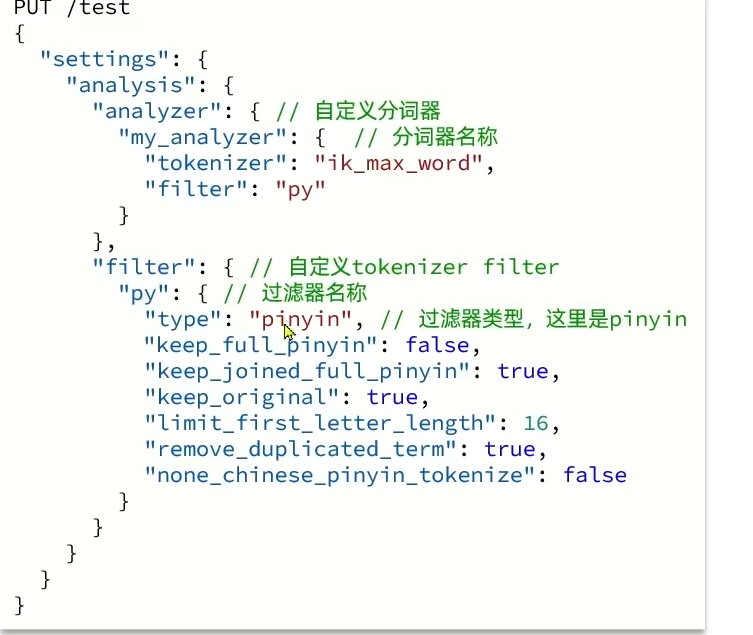 PUT /test
{
  "settings": {
    "analysis": {
      "analyzer": { // 自定义分词器
        "my_analyzer": {  // 分词器名称
          "tokenizer": "ik_max_word",
          "filter": "py"
        }
      },
      "filter": { // 自定义tokenizer filter
        "py": { // 过滤器名称
          "type": "pinyin", // 过滤器类型，这里是pinyin
          "keep_full_pinyin": false,
          "keep_joined_full_pinyin": true,
          "keep_original": true,
          "limit_first_letter_length": 16,
          "remove_duplicated_term": true,
          "none_chinese_pinyin_tokenize": false
        }
      }
    }
  }
}